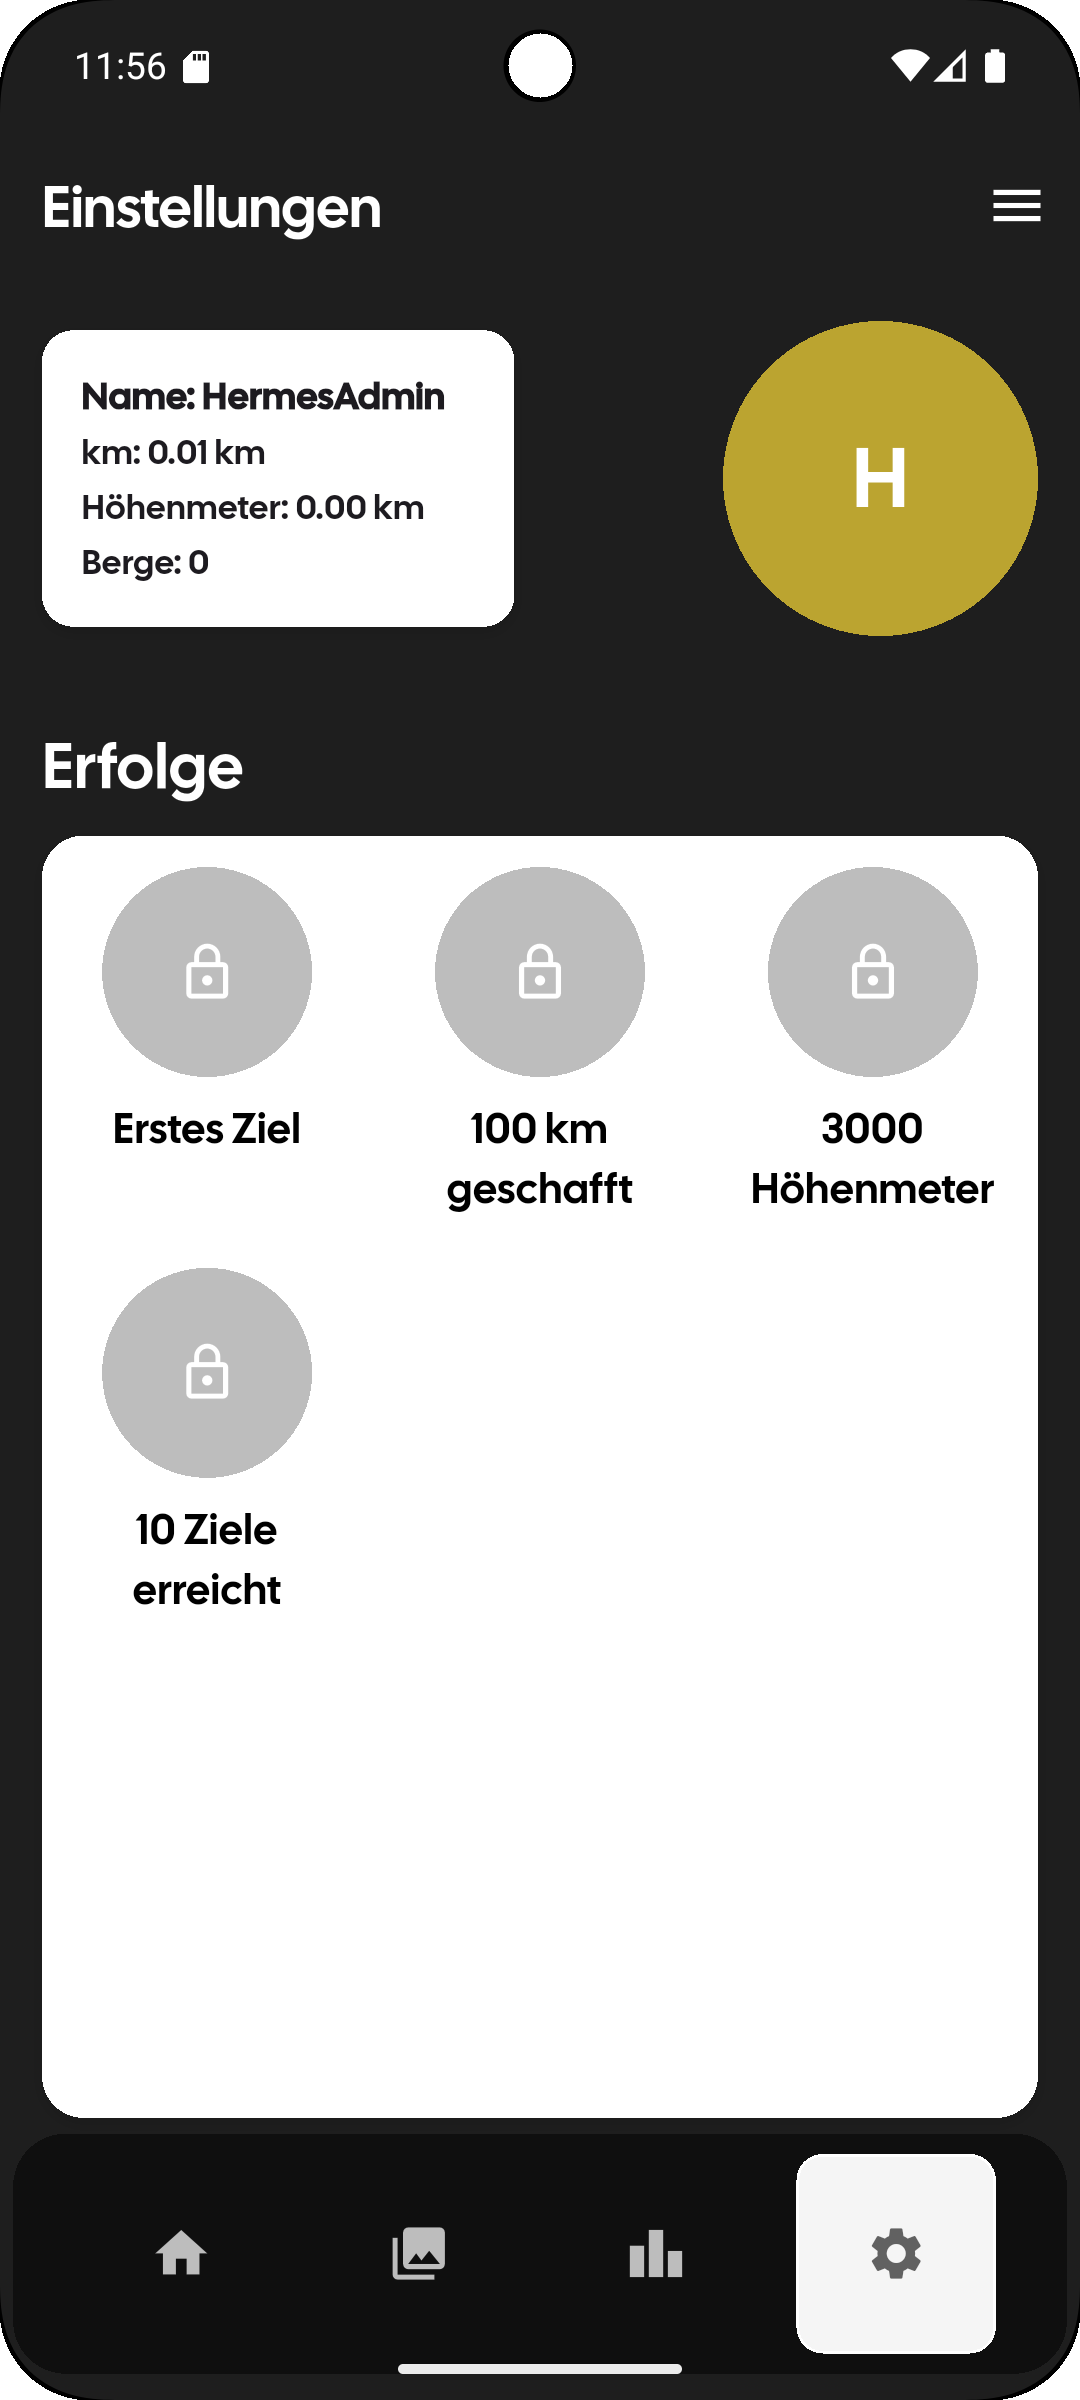 11:56
Einstellungen
Name: HermesAdmin
km: 0.01 km
Höhenmeter: 0.00 km
Berge: 0
H
Erfolge
Erstes Ziel
100 km
geschafft
3000
Höhenmeter
10 Ziele
erreicht